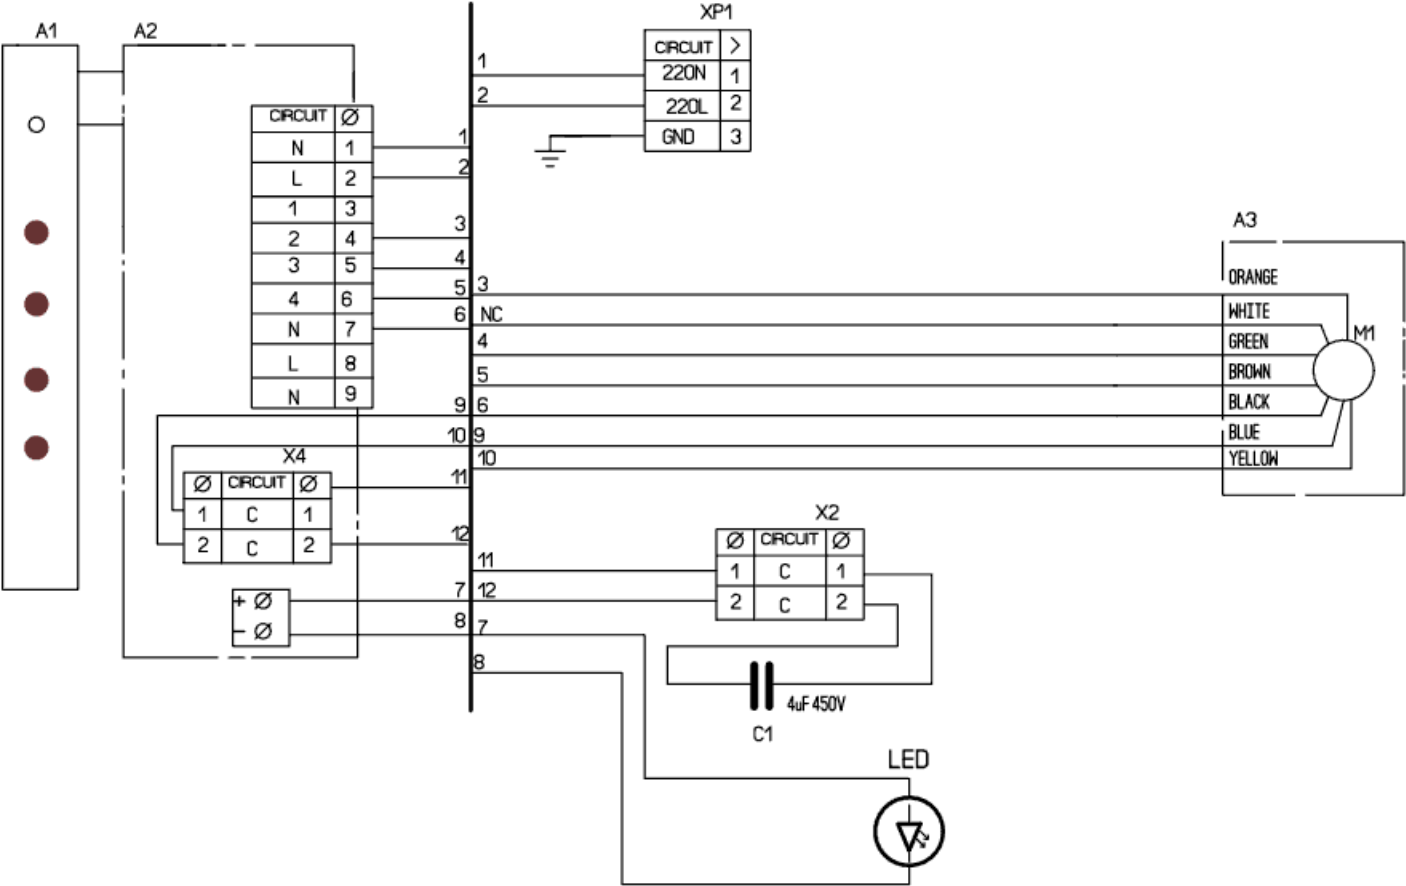 A1
A2
XP1
CIRCUIT >
220N 1
220L 2
GND 3
1
2
CIRCUIT Ø
N 1
L 2
1 3
2 4
3 5
4 6
N 7
L 8
N 9
1
2
3
4
5
6
9
10
11
12
7
8
3
NC
4
5
6
9
10
11
12
7
8
A3
ORANGE
WHITE
GREEN
BROWN
BLACK
BLUE
YELLOW
M1
X4
Ø CIRCUIT Ø
1 C 1
2 C 2
+ Ø
- Ø
X2
Ø CIRCUIT Ø
1 C 1
2 C 2
4uF 450V
C1
LED